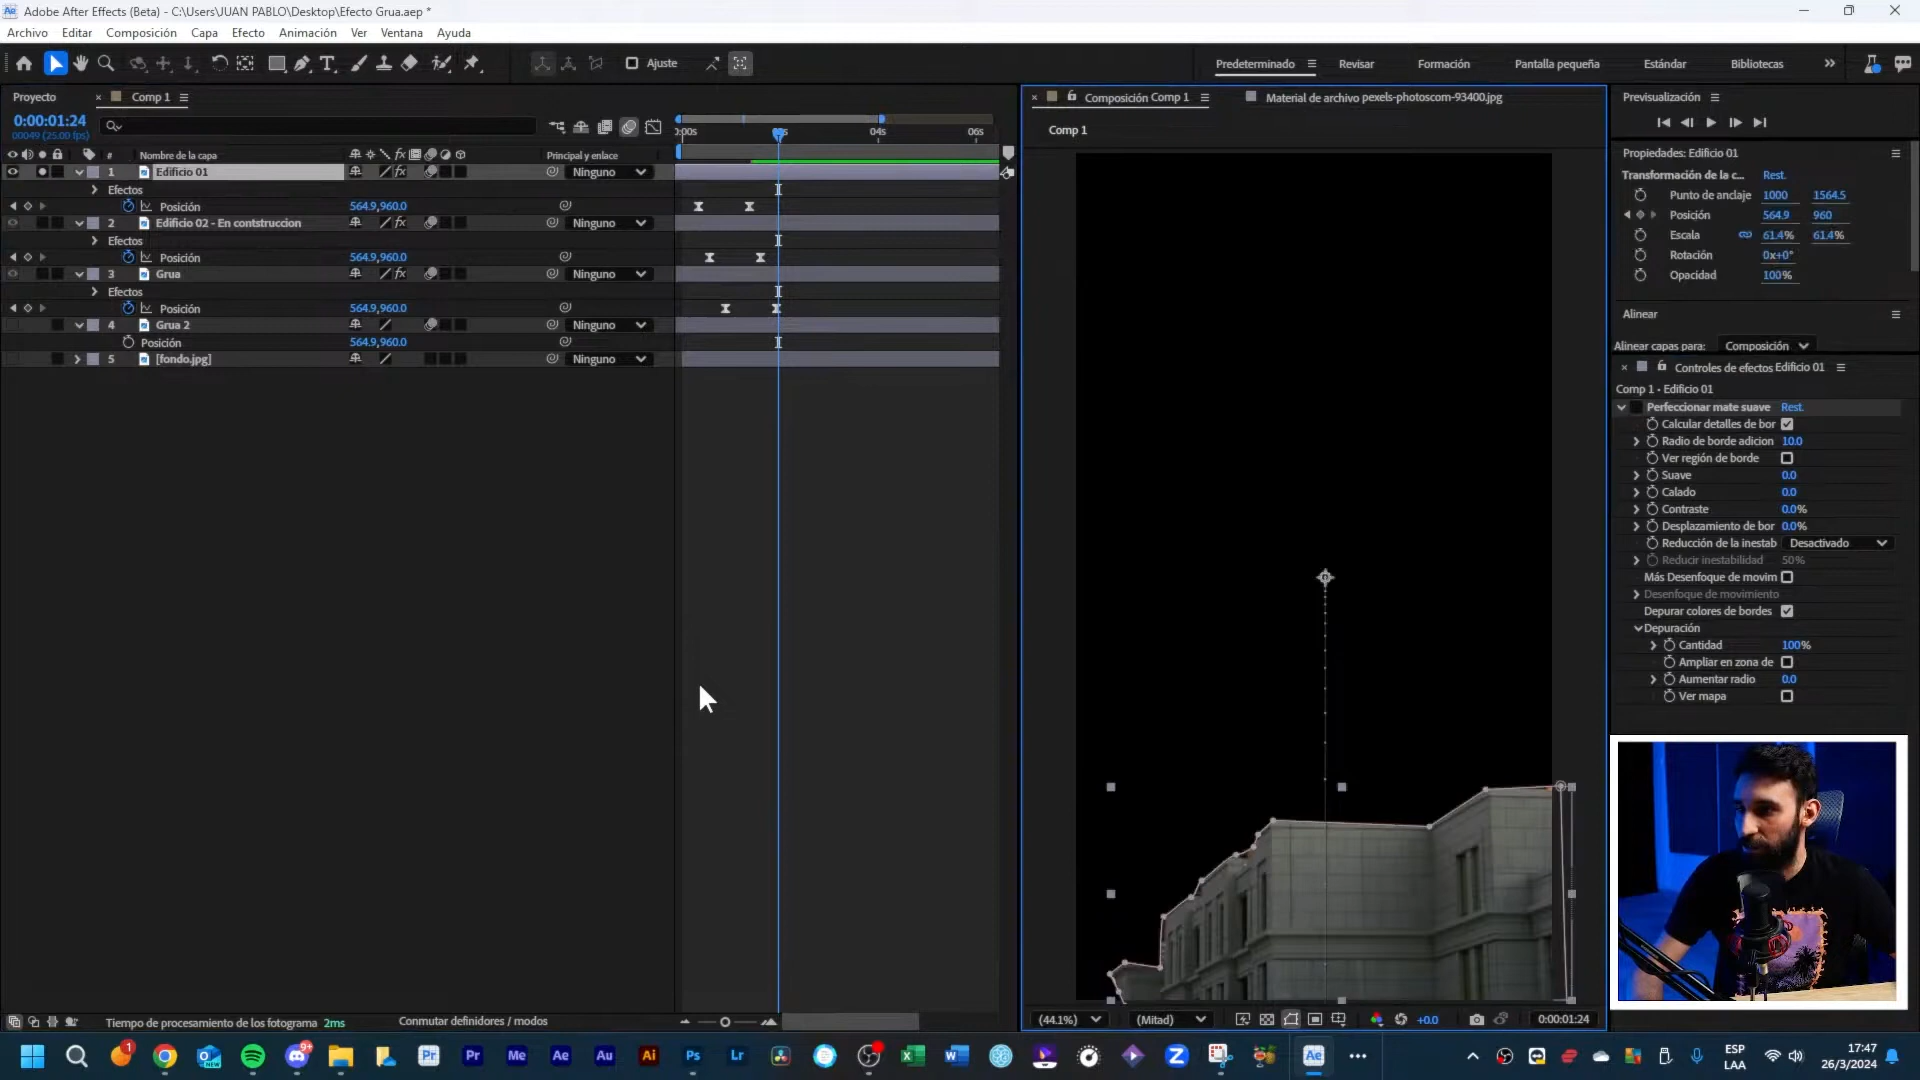 Adobe After Effects (Beta) - C:\Users\JUAN PABLO\Desktop\Efecto Grua.aep *
Archivo Editar Composición Capa Efecto Animación Ver Ventana Ayuda
Ajuste
Predeterminado Revisar Formación Pantalla pequeña Estándar Bibliotecas
Proyecto Comp 1
0:00:01:24
00049 (25.00 fps)
04s 06s
# Nombre de la capa Principal y enlace
1 Edificio 01 Ninguno
Efectos
Posición 564.9,960.0
2 Edificio 02 - En contstruccion Ninguno
Efectos
Posición 564.9,960.0
3 Grua Ninguno
Efectos
Posición 564.9,960.0
4 Grua 2 Ninguno
Posición 564.9,960.0
5 [fondo.jpg] Ninguno
Tiempo de procesamiento de los fotograma 2ms
Conmutar definidores / modos
Composición Comp 1 Material de archivo pexels-photoscom-93400.jpg
Comp 1
(44.1%) (Mitad) +0.0 0:00:01:24
Previsualización
Propiedades: Edificio 01
Transformación de la c... Rest.
Punto de anclaje 1000 1564.5
Posición 564.9 960
Escala 61.4% 61.4%
Rotación 0x+0°
Opacidad 100%
Alinear
Alinear capas para: Composición
Controles de efectos Edificio 01
Comp 1 • Edificio 01
Perfeccionar mate suave Rest.
Calcular detalles de bor
Radio de borde adicion 10.0
Ver región de borde
Suave 0.0
Calado 0.0
Contraste 0.0%
Desplazamiento de bor 0.0%
Reducción de la inestab Desactivado
Reducir inestabilidad 50%
Más Desenfoque de movim
Desenfoque de movimiento
Depurar colores de bordes
Depuración
Cantidad 100%
Ampliar en zona de
Aumentar radio 0.0
Ver mapa
ESP
LAA
17:47
26/3/2024